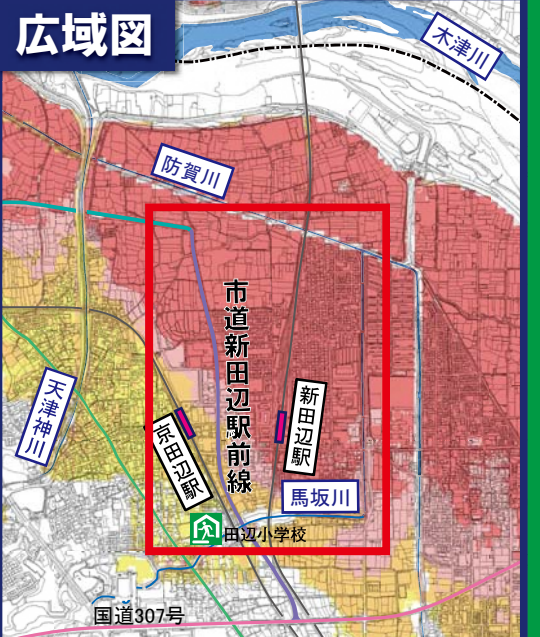 広域図
木津川
防賀川
市道新田辺駅前線
天津神川
京田辺駅
新田辺駅
馬坂川
田辺小学校
国道307号